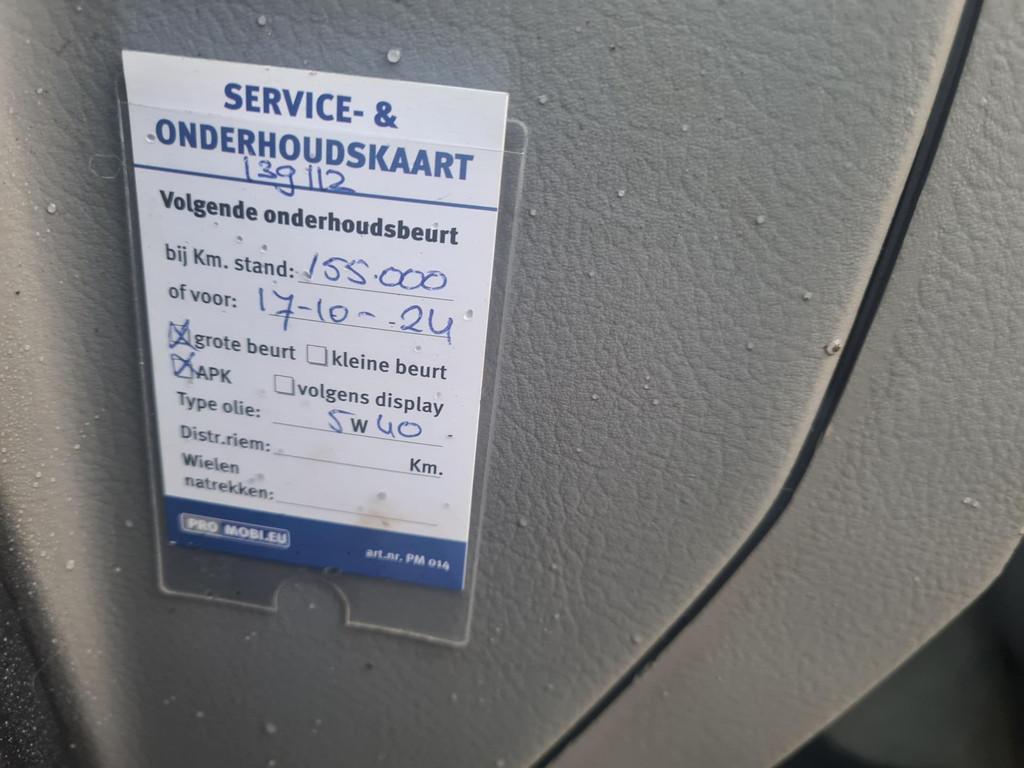 SERVICE- &
ONDERHOUDSKAART
139112
Volgende onderhoudsbeurt
bij Km. stand: 155.000
of voor: 17-10-24
grote beurt kleine beurt
APK volgens display
Type olie: 5W40
Distr.riem: Km.
Wielen
natrekken:
PRO MOBI.EU art.nr. PM 014